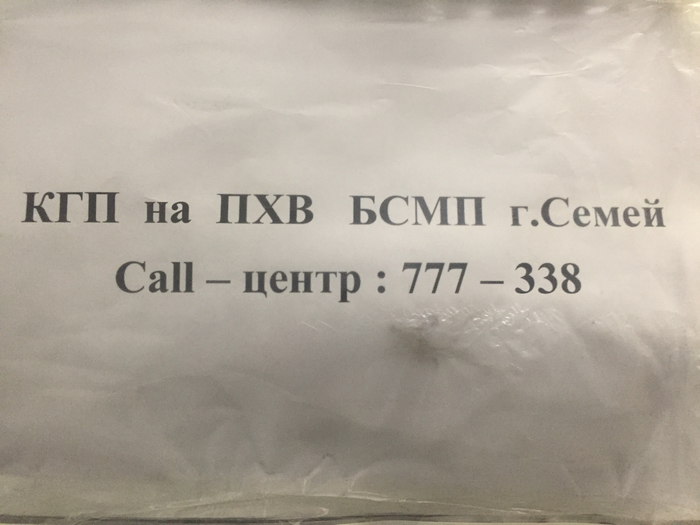 КГП на ПХВ БСМП г.Семей
Call – центр : 777 – 338